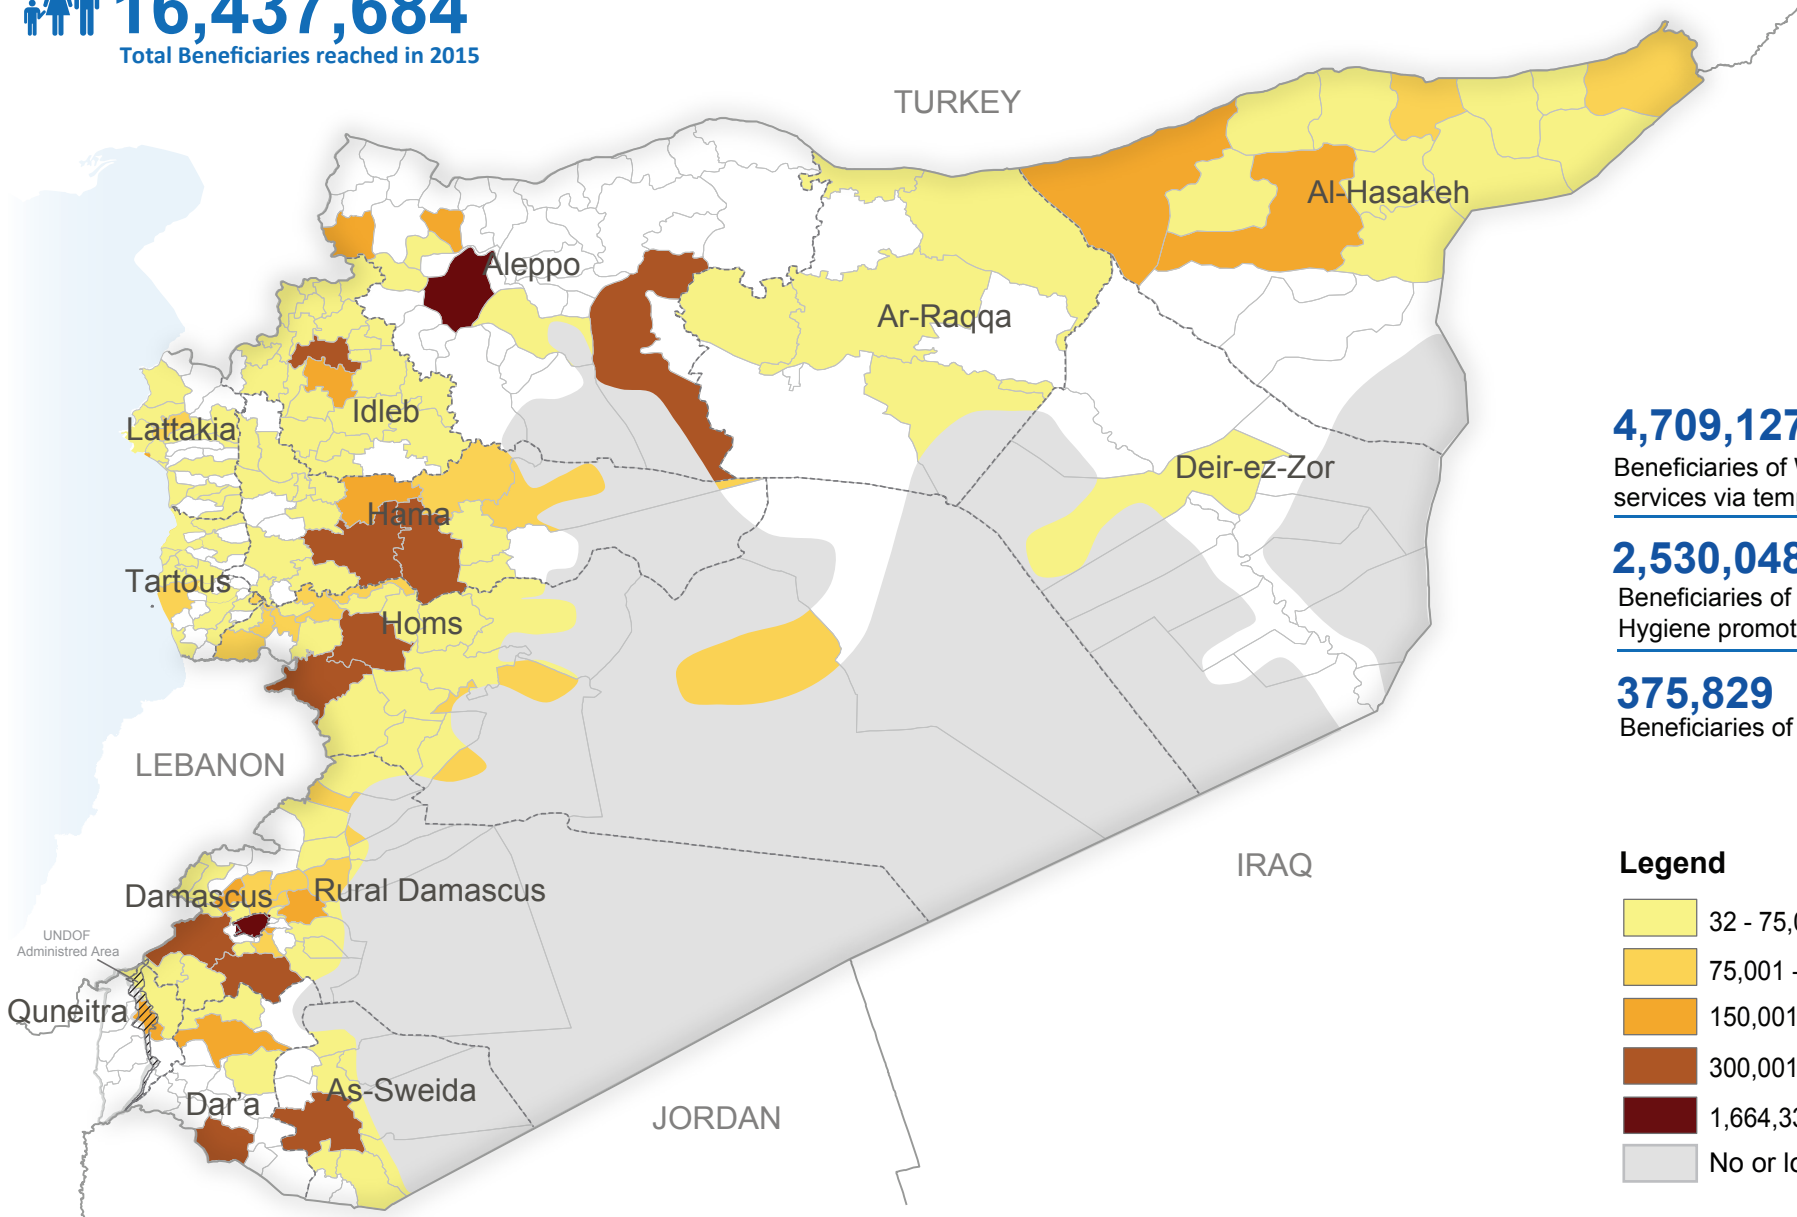 16,437,684
Total Beneficiaries reached in 2015
TURKEY
Al-Hasakeh
Aleppo
Ar-Raqqa
Idleb
Lattakia
Deir-ez-Zor
Hama
Tartous
Homs
LEBANON
IRAQ
Damascus
Rural Damascus
UNDOF
Administred Area
Quneitra
As-Sweida
Dar'a
JORDAN
4,709,127
Beneficiaries of
services via
2,530,048
Beneficiaries of
Hygiene
375,829
Beneficiaries of
Legend
32 - 75,0
75,001 -
150,001
300,001
1,664,33
No or